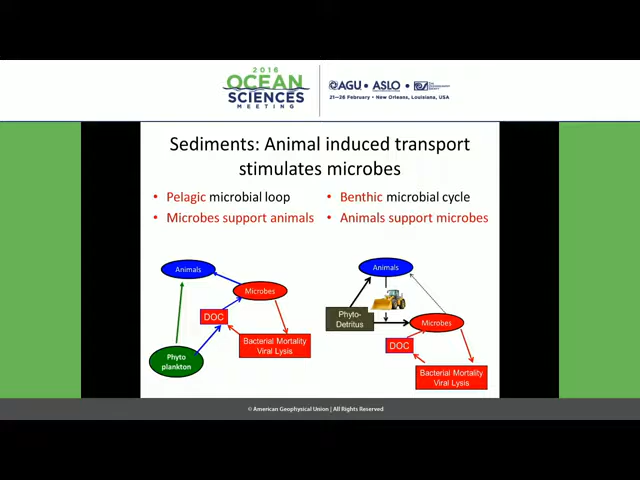 2016
OCEAN
SCIENCES
MEETING
AGU • ASLO •
21–26 February • New Orleans, Louisiana, USA
Sediments: Animal induced transport
stimulates microbes
• Pelagic microbial loop
• Microbes support animals
• Benthic microbial cycle
• Animals support microbes
Animals
Microbes
DOC
Bacterial Mortality
Viral Lysis
Phyto
plankton
Animals
Phyto-
Detritus
Microbes
DOC
Bacterial Mortality
Viral Lysis
© American Geophysical Union | All Rights Reserved